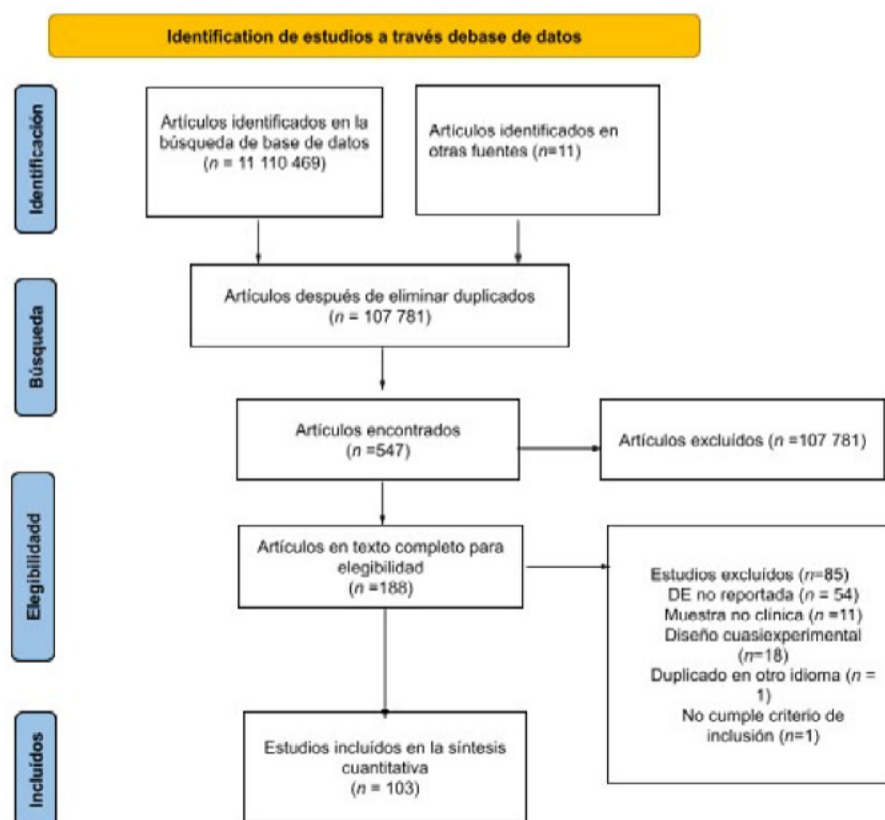 Identification de estudios a través debase de datos
Identificación
Artículos identificados en la
búsqueda de base de datos
(n = 11 110 469)
Artículos identificados en
otras fuentes (n=11)
Búsqueda
Artículos después de eliminar duplicados
(n = 107 781)
Artículos encontrados
(n =547)
Artículos excluídos (n =107 781)
Elegibilidadd
Artículos en texto completo para
elegibilidad
(n =188)
Estudios excluídos (n=85)
DE no reportada (n = 54)
Muestra no clínica (n =11)
Diseño cuasiexperimental
(n=18)
Duplicado en otro idioma (n =
1)
No cumple criterio de
inclusión (n=1)
Incluídos
Estudios incluídos en la síntesis
cuantitativa
(n = 103)